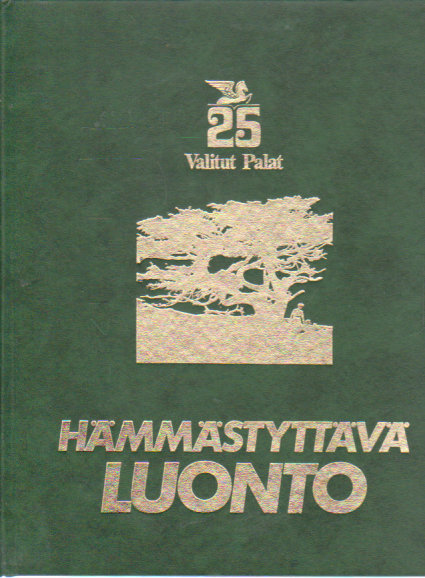 25
Valitut Palat
HÄMMÄSTYTTÄVÄ
LUONTO